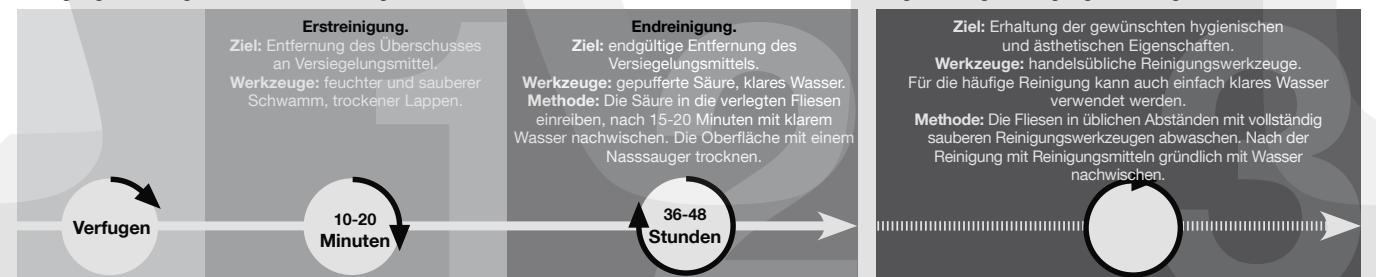 Erstreinigung.
Ziel: Entfernung des Überschusses
an Versiegelungsmittel.
Werkzeuge: feuchter und sauberer
Schwamm, trockener Lappen.
Endreinigung.
Ziel: endgültige Entfernung des
Versiegelungsmittels.
Werkzeuge: gepufferte Säure, klares Wasser.
Methode: Die Säure in die verlegten Fliesen
einreiben, nach 15-20 Minuten mit klarem
Wasser nachwischen. Die Oberfläche mit einem
Nasssauger trocknen.
Ziel: Erhaltung der gewünschten hygienischen
und ästhetischen Eigenschaften.
Werkzeuge: handelsübliche Reinigungswerkzeuge.
Für die häufige Reinigung kann auch einfach klares Wasser
verwendet werden.
Methode: Die Fliesen in üblichen Abständen mit vollständig
sauberen Reinigungswerkzeugen abwaschen. Nach der
Reinigung mit Reinigungsmitteln gründlich mit Wasser
nachwischen.
Verfugen
10-20
Minuten
36-48
Stunden
1
2
3